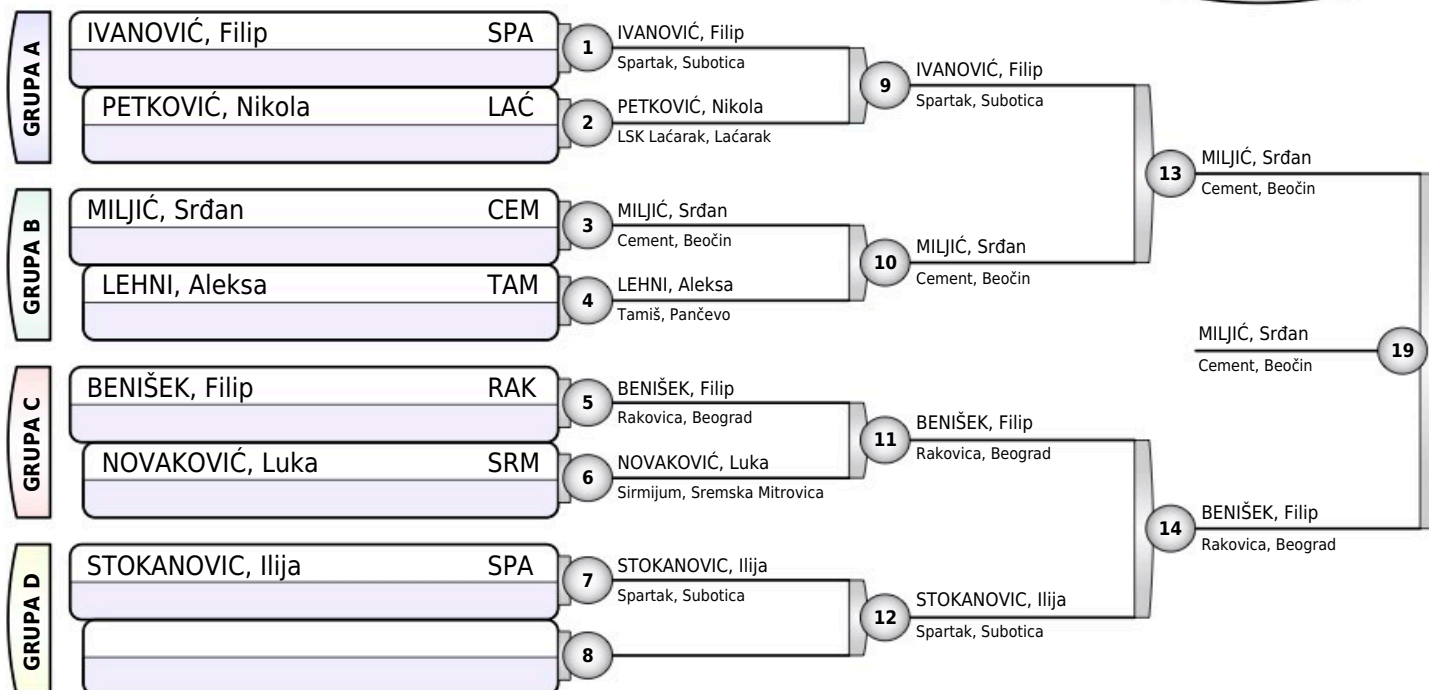 GRUPA A
IVANOVIĆ, Filip SPA
PETKOVIĆ, Nikola LAĆ
GRUPA B
MILJIĆ, Srđan CEM
LEHNI, Aleksa TAM
GRUPA C
BENIŠEK, Filip RAK
NOVAKOVIĆ, Luka SRM
GRUPA D
STOKANOVIC, Ilija SPA
1
IVANOVIĆ, Filip
Spartak, Subotica
2
PETKOVIĆ, Nikola
LSK Laćarak, Laćarak
3
MILJIĆ, Srđan
Cement, Beočin
4
LEHNI, Aleksa
Tamiš, Pančevo
5
BENIŠEK, Filip
Rakovica, Beograd
6
NOVAKOVIĆ, Luka
Sirmijum, Sremska Mitrovica
7
STOKANOVIC, Ilija
Spartak, Subotica
8
9
IVANOVIĆ, Filip
Spartak, Subotica
10
MILJIĆ, Srđan
Cement, Beočin
11
BENIŠEK, Filip
Rakovica, Beograd
12
STOKANOVIC, Ilija
Spartak, Subotica
13
MILJIĆ, Srđan
Cement, Beočin
14
BENIŠEK, Filip
Rakovica, Beograd
MILJIĆ, Srđan
Cement, Beočin
19